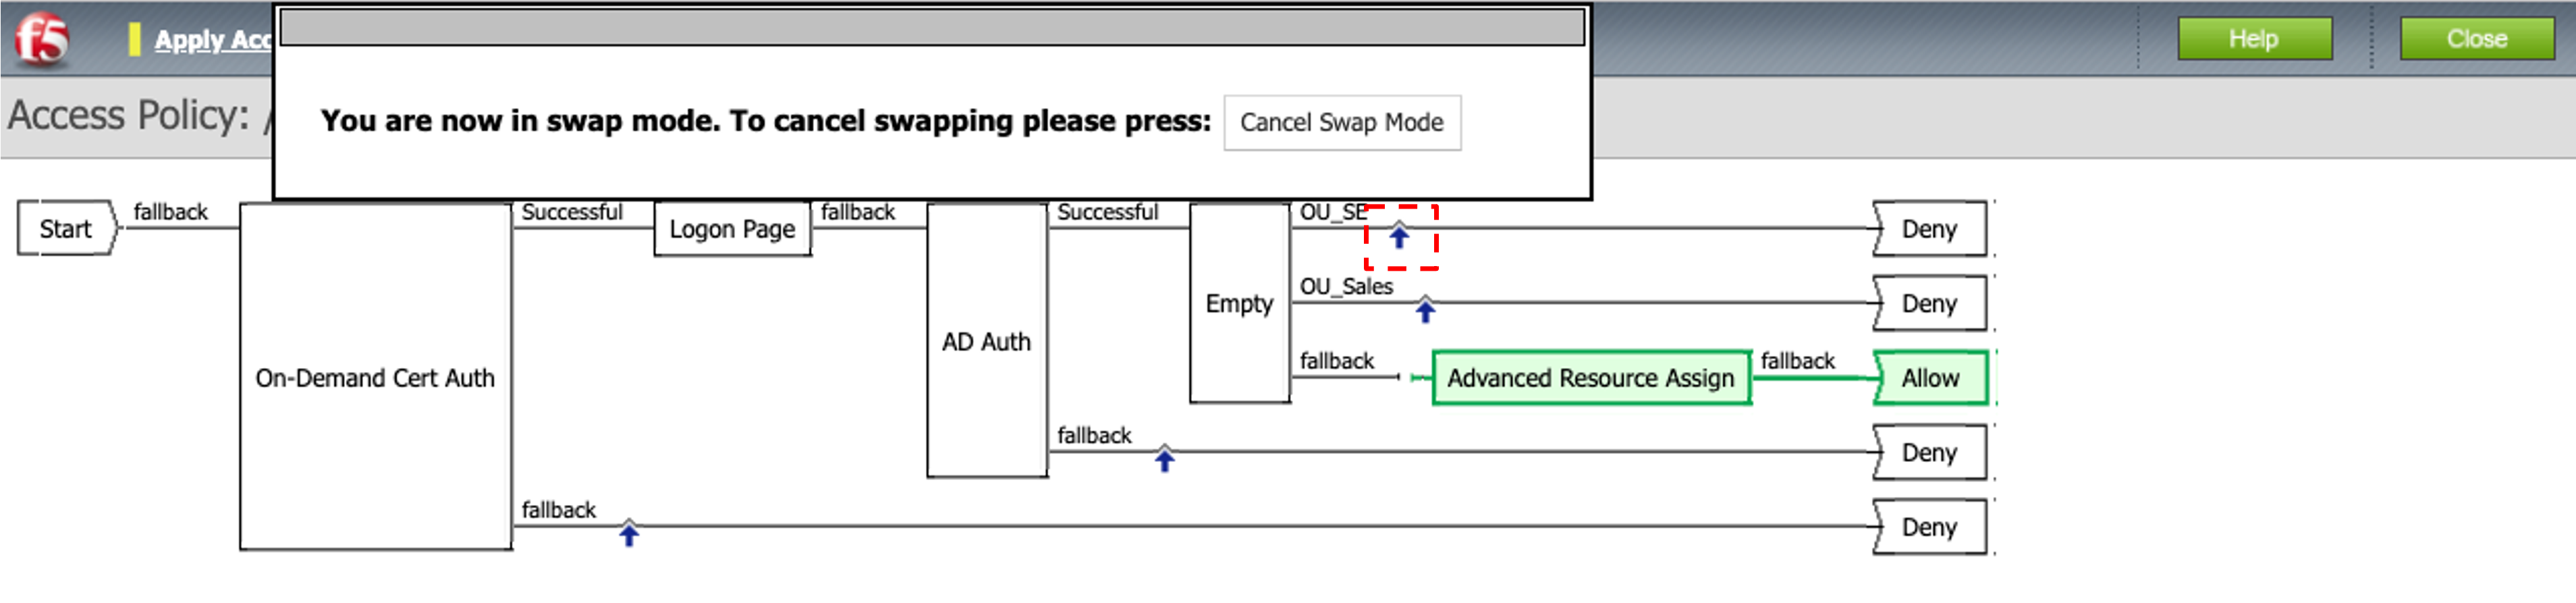 f5 Apply Acc Help Close
You are now in swap mode. To cancel swapping please press: Cancel Swap Mode
Access Policy: /
Start fallback Successful Logon Page fallback Successful OU_SE Deny
OU_Sales Deny
Empty
AD Auth
fallback Advanced Resource Assign fallback Allow
On-Demand Cert Auth
fallback Deny
fallback Deny